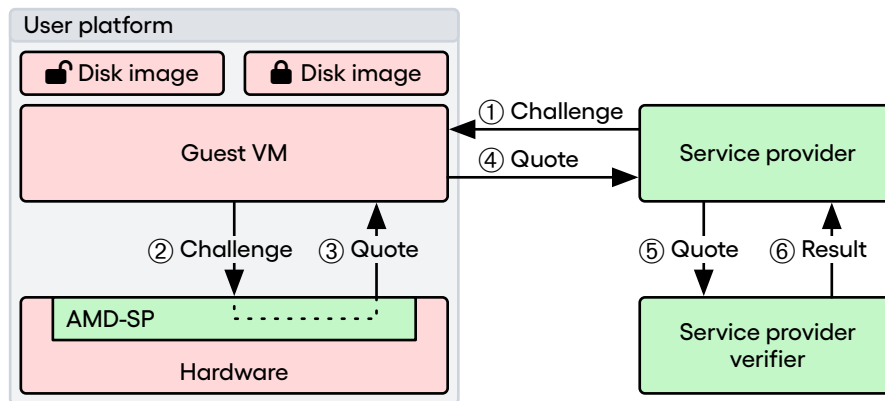 User platform
Disk image
Disk image
① Challenge
Guest VM
Service provider
④ Quote
② Challenge
③ Quote
⑤ Quote
⑥ Result
AMD-SP
Hardware
Service provider
verifier